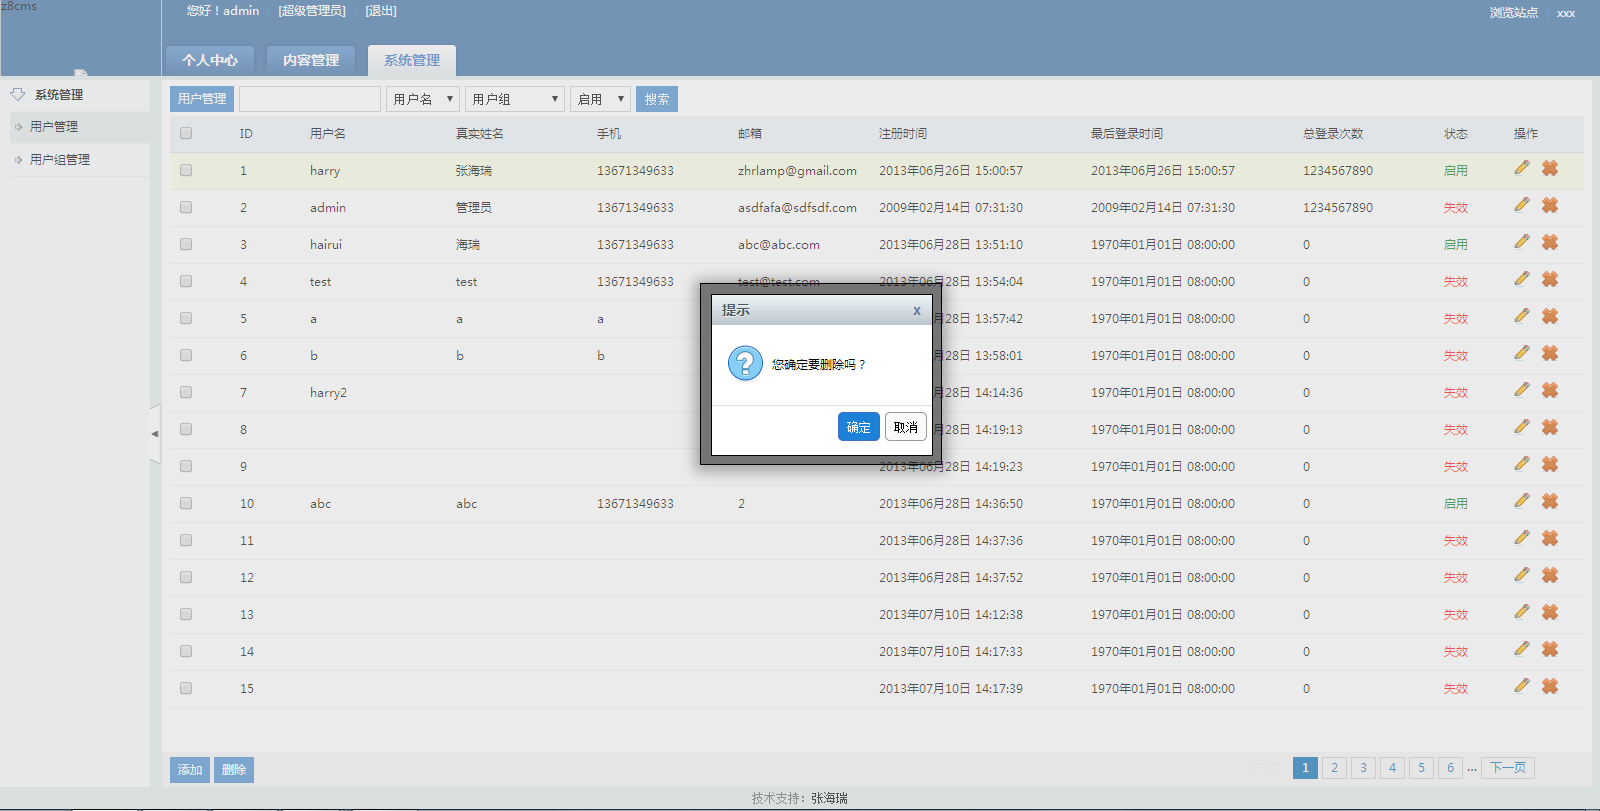 z8cms
您好！admin [超级管理员] [退出]
浏览站点 xxx
个人中心 内容管理 系统管理
系统管理
用户管理
用户组管理
用户管理 用户名 用户组 启用 搜索
ID 用户名 真实姓名 手机 邮箱 注册时间 最后登录时间 总登录次数 状态 操作
1 harry 张海瑞 13671349633 zhrlamp@gmail.com 2013年06月26日 15:00:57 2013年06月26日 15:00:57 1234567890 启用
2 admin 管理员 13671349633 asdfafa@sdfsdf.com 2009年02月14日 07:31:30 2009年02月14日 07:31:30 1234567890 失效
3 hairui 海瑞 13671349633 abc@abc.com 2013年06月28日 13:51:10 1970年01月01日 08:00:00 0 启用
4 test test 13671349633 test@test.com 2013年06月28日 13:54:04 1970年01月01日 08:00:00 0 失效
5 a a a 月28日 13:57:42 1970年01月01日 08:00:00 0 失效
6 b b b 月28日 13:58:01 1970年01月01日 08:00:00 0 失效
7 harry2 月28日 14:14:36 1970年01月01日 08:00:00 0 失效
8 月28日 14:19:13 1970年01月01日 08:00:00 0 失效
9 2013年06月28日 14:19:23 1970年01月01日 08:00:00 0 失效
10 abc abc 13671349633 2 2013年06月28日 14:36:50 1970年01月01日 08:00:00 0 启用
11 2013年06月28日 14:37:36 1970年01月01日 08:00:00 0 失效
12 2013年06月28日 14:37:52 1970年01月01日 08:00:00 0 失效
13 2013年07月10日 14:12:38 1970年01月01日 08:00:00 0 失效
14 2013年07月10日 14:17:33 1970年01月01日 08:00:00 0 失效
15 2013年07月10日 14:17:39 1970年01月01日 08:00:00 0 失效
提示 x
您确定要删除吗？
确定 取消
添加 删除
1 2 3 4 5 6 ... 下一页
技术支持：张海瑞